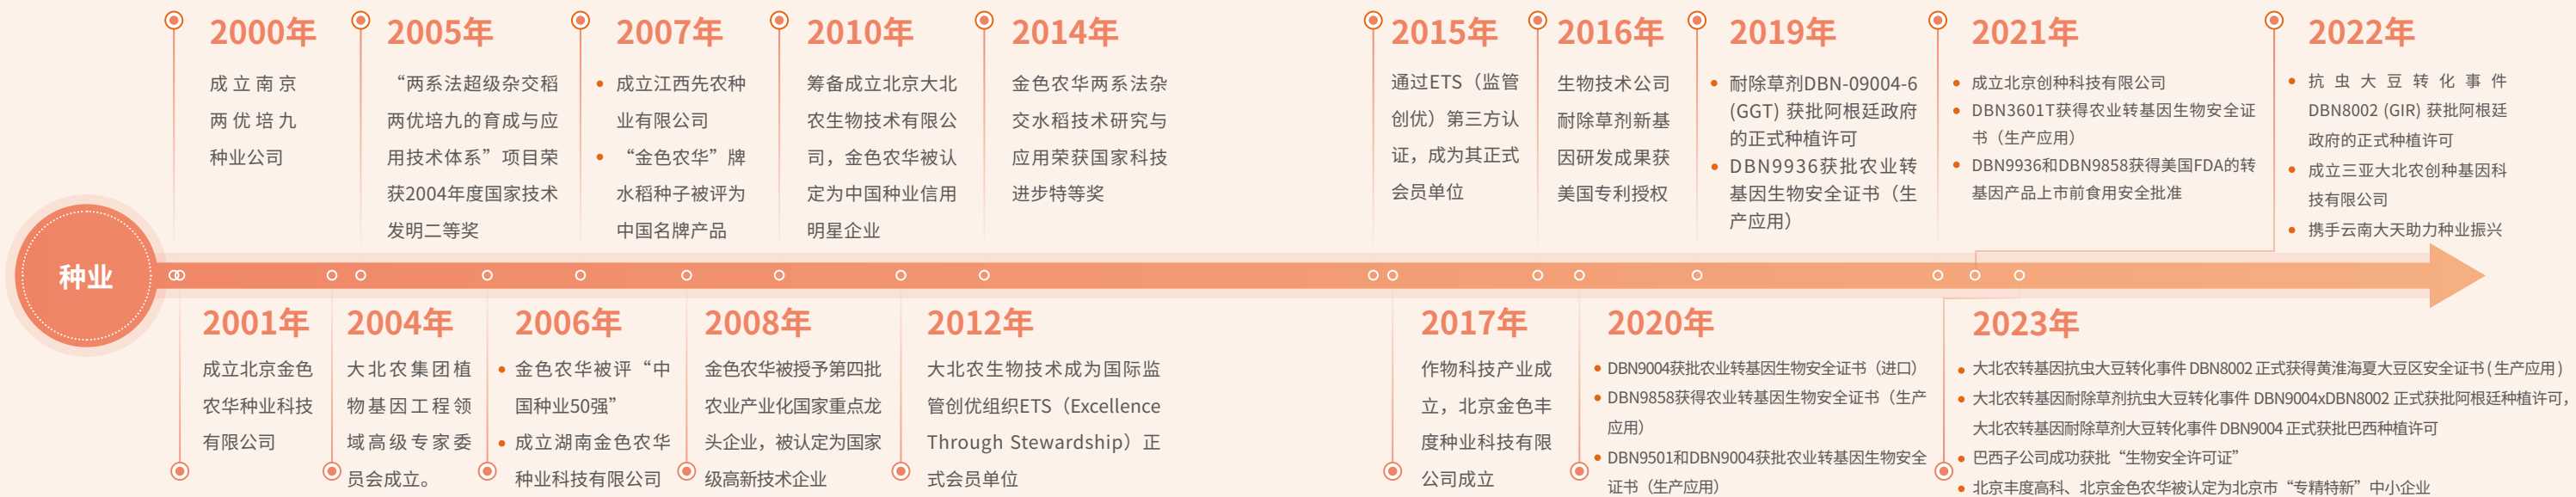 种业
2000年
成立南京
两优培九
种业公司
2005年
“两系法超级杂交稻
两优培九的育成与应
用技术体系”项目荣
获2004年度国家技术
发明二等奖
2007年
成立江西先农种
业有限公司
“金色农华”牌
水稻种子被评为
中国名牌产品
2010年
筹备成立北京大北
农生物技术有限公
司，金色农华被认
定为中国种业信用
明星企业
2014年
金色农华两系法杂
交水稻技术研究与
应用荣获国家科技
进步特等奖
2015年
通过ETS（监管
创优）第三方认
证，成为其正式
会员单位
2016年
生物技术公司
耐除草剂新基
因研发成果获
美国专利授权
2019年
耐除草剂DBN-09004-6
(GGT) 获批阿根廷政府
的正式种植许可
DBN9936获批农业转
基因生物安全证书（生
产应用）
2021年
成立北京创种科技有限公司
DBN3601T获得农业转基因生物安全证
书（生产应用）
DBN9936和DBN9858获得美国FDA的转
基因产品上市前食用安全批准
2022年
抗虫大豆转化事件
DBN8002 (GIR) 获批阿根廷
政府的正式种植许可
成立三亚大北农创种基因科
技有限公司
携手云南大天助力种业振兴
2001年
成立北京金色
农华种业科技
有限公司
2004年
大北农集团植
物基因工程领
域高级专家委
员会成立。
2006年
金色农华被评“中
国种业50强”
成立湖南金色农华
种业科技有限公司
2008年
金色农华被授予第四批
农业产业化国家重点龙
头企业，被认定为国家
级高新技术企业
2012年
大北农生物技术成为国际监
管创优组织ETS（Excellence
Through Stewardship）正
式会员单位
2017年
作物科技产业成
立，北京金色丰
度种业科技有限
公司成立
2020年
DBN9004获批农业转基因生物安全证书（进口）
DBN9858获得农业转基因生物安全证书（生产
应用）
DBN9501和DBN9004获批农业转基因生物安全
证书（生产应用）
2023年
大北农转基因抗虫大豆转化事件 DBN8002 正式获得黄淮海夏大豆区安全证书 ( 生产应用 )
大北农转基因耐除草剂抗虫大豆转化事件 DBN9004xDBN8002 正式获批阿根廷种植许可，
大北农转基因耐除草剂大豆转化事件 DBN9004 正式获批巴西种植许可
巴西子公司成功获批“生物安全许可证”
北京丰度高科、北京金色农华被认定为北京市“专精特新”中小企业